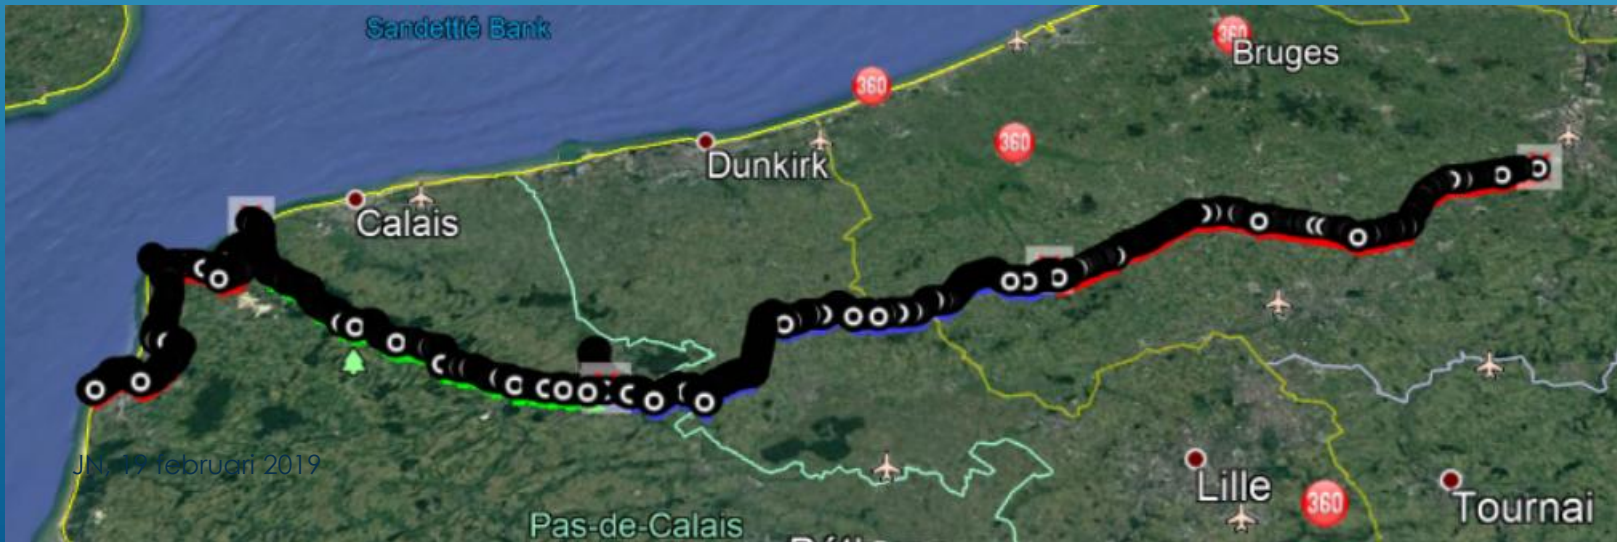 Sandettié Bank
360
Bruges
360
360
Dunkirk
Calais
JN, 19 februari 2019
Lille
360
Tournai
Pas-de-Calais